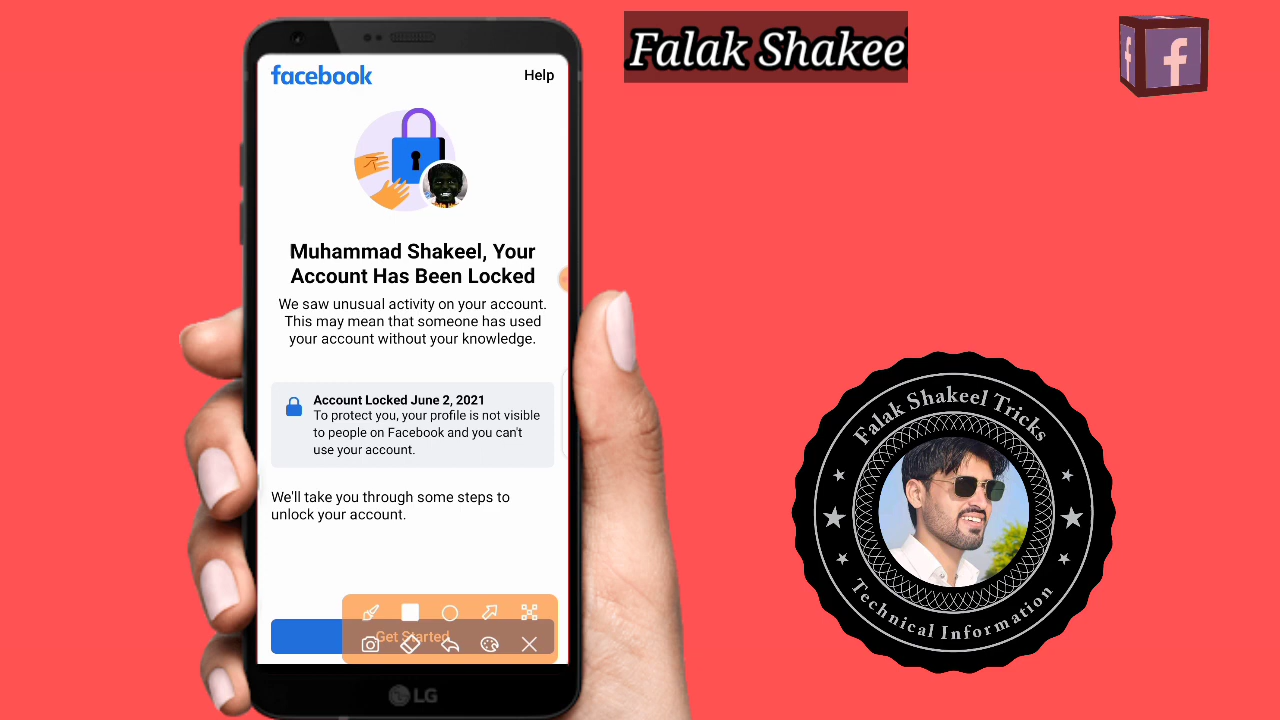 Falak Shakee
facebook
Help
Muhammad Shakeel, Your
Account Has Been Locked
We saw unusual activity on your account.
This may mean that someone has used
your account without your knowledge.
Account Locked June 2, 2021
To protect you, your profile is not visible
to people on Facebook and you can't
use your account.
We'll take you through some steps to
unlock your account.
Get Started
LG
Falak Shakeel Tricks
Technical Information